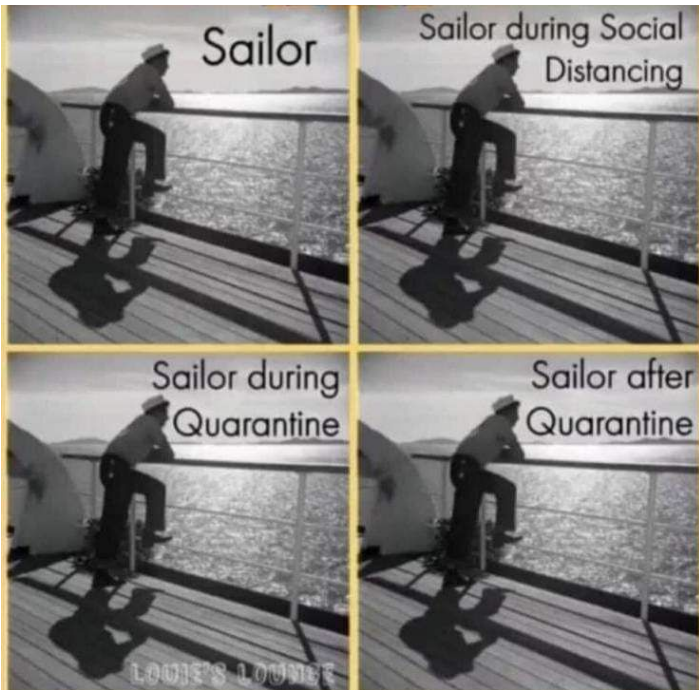 Sailor
Sailor during Social
Distancing
Sailor during
Quarantine
Sailor after
Quarantine
LOUIE'S LOUNGE